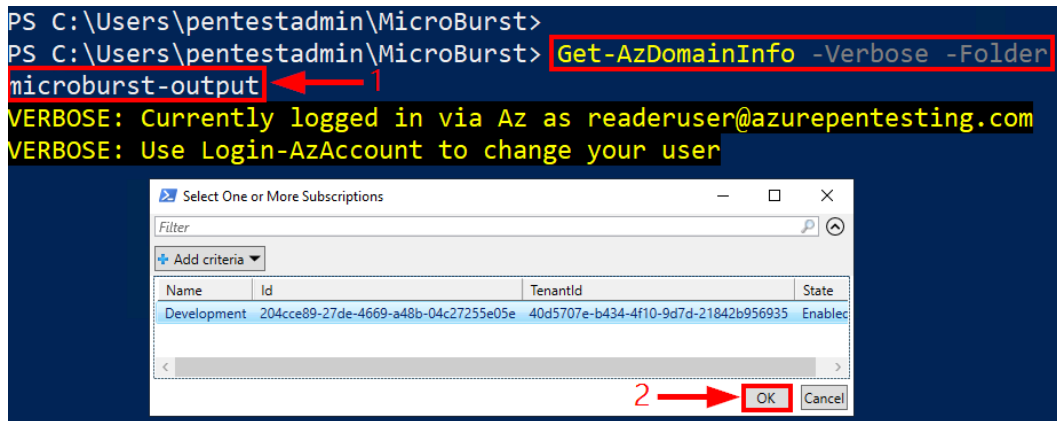 PS C:\Users\pentestadmin\MicroBurst>
PS C:\Users\pentestadmin\MicroBurst> Get-AzDomainInfo -Verbose -Folder
microburst-output
1
VERBOSE: Currently logged in via Az as readeruser@azurepentesting.com
VERBOSE: Use Login-AzAccount to change your user
Select One or More Subscriptions
Filter
Add criteria
Name Id TenantId State
Development 204cce89-27de-4669-a48b-04c27255e05e 40d5707e-b434-4f10-9d7d-21842b956935 Enabled
2
OK Cancel